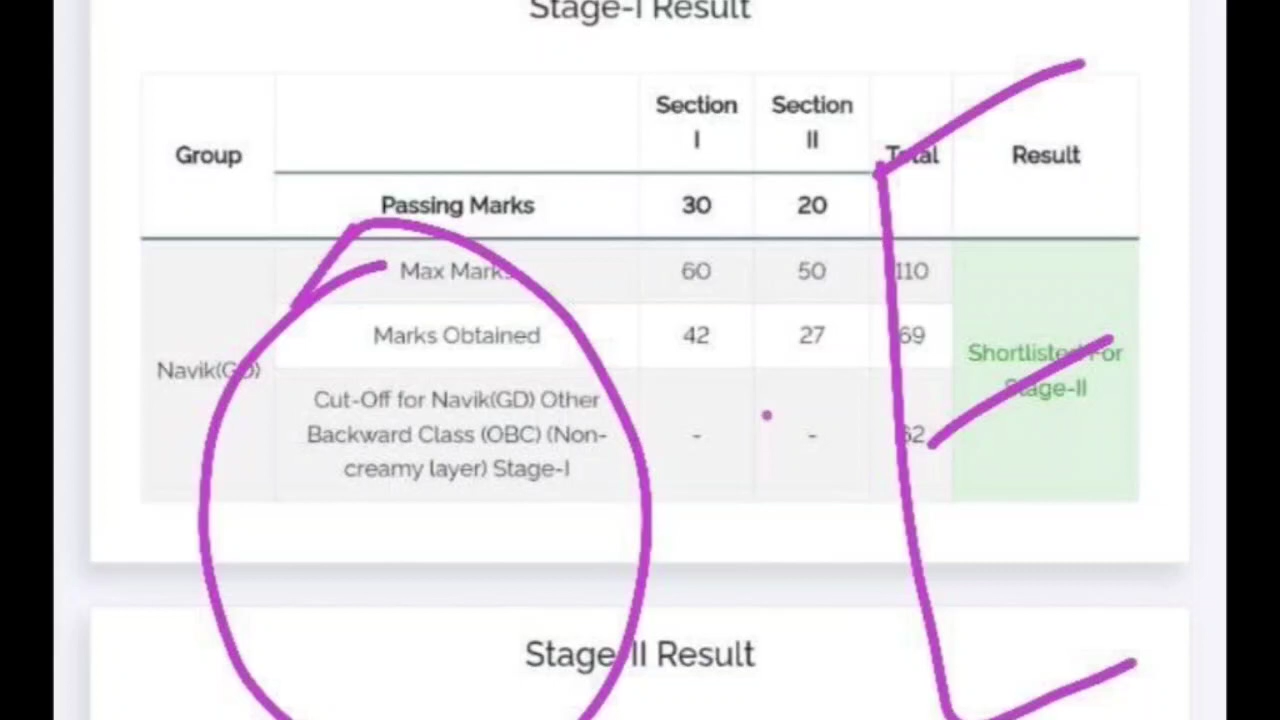 Stage-I Result
Group
Section I
Section II
Total
Result
Passing Marks
30
20
Navik(GD)
Max Marks
60
50
110
Shortlisted For
Stage-II
Marks Obtained
42
27
69
Cut-Off for Navik(GD) Other
Backward Class (OBC) (Non-
creamy layer) Stage-I
-
-
62
Stage-II Result